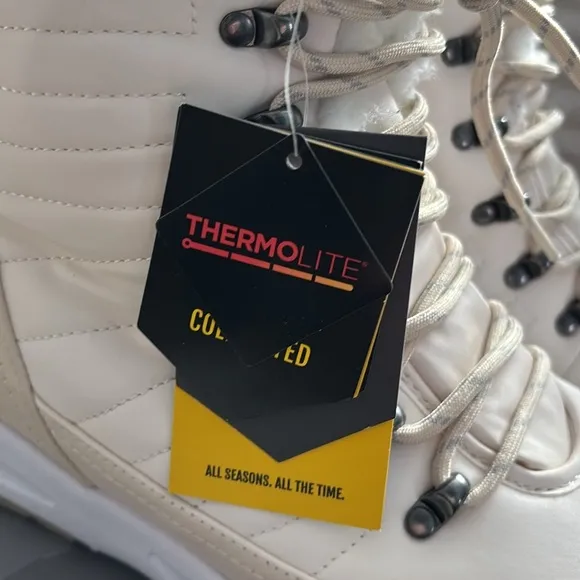 THERMOLITE®
ALL SEASONS. ALL THE TIME.